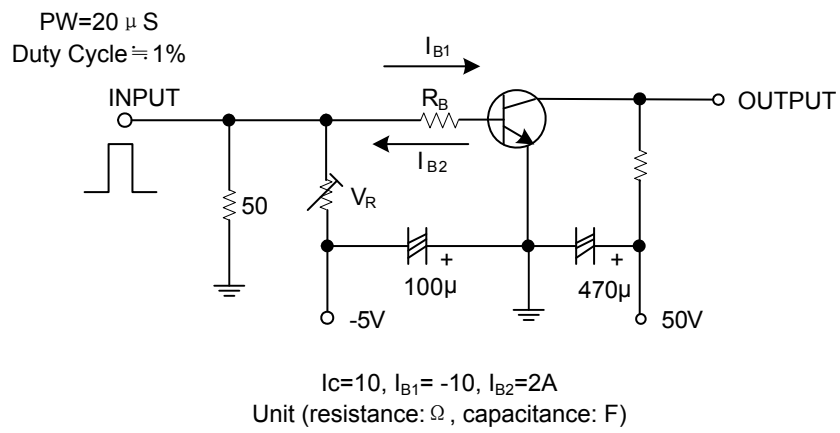 PW=20 μS
Duty Cycle≒1%
I_B1
INPUT
R_B
OUTPUT
I_B2
50
V_R
+
100μ
+
470μ
-5V
50V
Ic=10, I_B1= -10, I_B2=2A
Unit (resistance: Ω, capacitance: F)